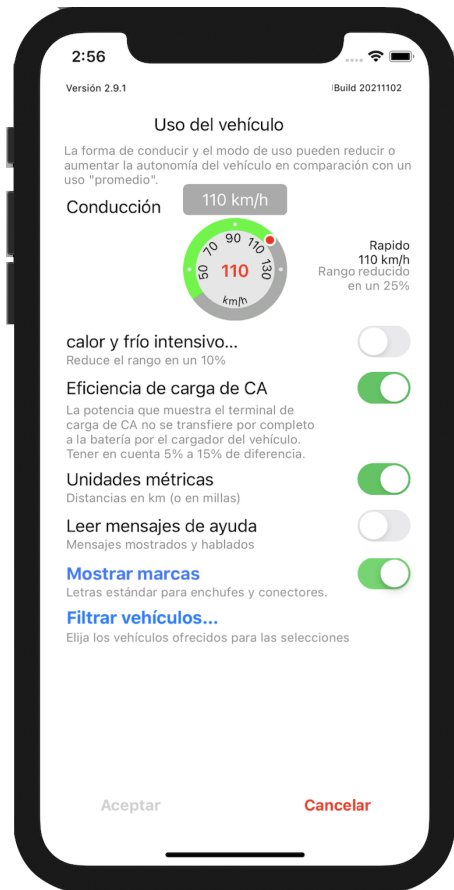 2:56
Versión 2.9.1
Build 20211102
Uso del vehículo
La forma de conducir y el modo de uso pueden reducir o
aumentar la autonomía del vehículo en comparación con un
uso "promedio".
Conducción
110 km/h
50 70 90 110 130
110
km/h
Rapido
110 km/h
Rango reducido
en un 25%
calor y frío intensivo...
Reduce el rango en un 10%
Eficiencia de carga de CA
La potencia que muestra el terminal de
carga de CA no se transfiere por completo
a la batería por el cargador del vehículo.
Tener en cuenta 5% a 15% de diferencia.
Unidades métricas
Distancias en km (o en millas)
Leer mensajes de ayuda
Mensajes mostrados y hablados
Mostrar marcas
Letras estándar para enchufes y conectores.
Filtrar vehículos...
Elija los vehículos ofrecidos para las selecciones
Aceptar
Cancelar